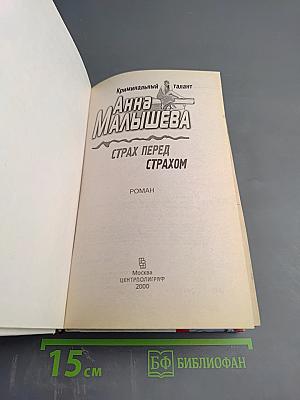 Криминальный талант
Анна
МАЛЫШЕВА
СТРАХ ПЕРЕД
СТРАХОМ
РОМАН
Москва
ЦЕНТРПОЛИГРАФ
2000
15 см
БФ БИБЛИОФАН